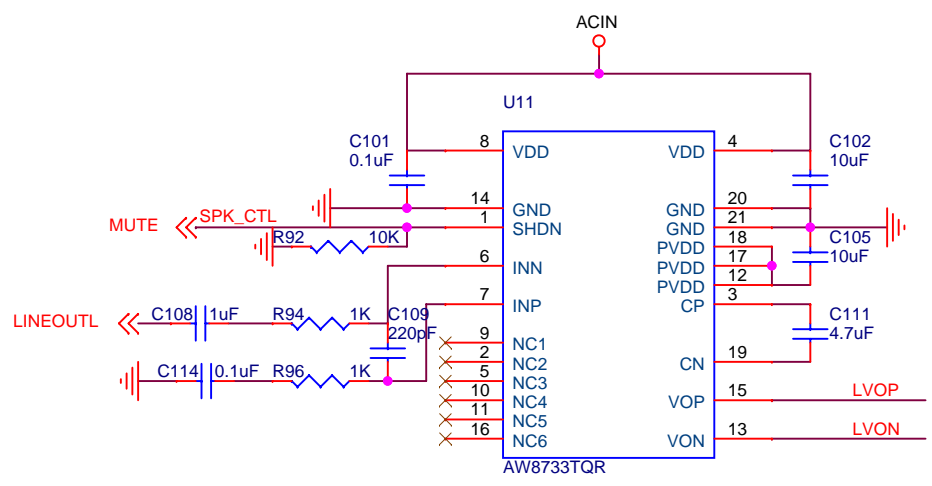 ACIN
U11
C101
0.1uF
8
VDD
VDD
4
C102
10uF
14
GND
GND
20
MUTE
SPK_CTL
1
SHDN
GND
21
R92
10K
PVDD
18
C105
10uF
6
INN
PVDD
17
PVDD
12
7
INP
CP
3
LINEOUTL
C108
1uF
R94
1K
C109
220pF
C111
4.7uF
9
NC1
2
NC2
CN
19
C114
0.1uF
R96
1K
5
NC3
10
NC4
VOP
15
LVOP
11
NC5
16
NC6
VON
13
LVON
AW8733TQR